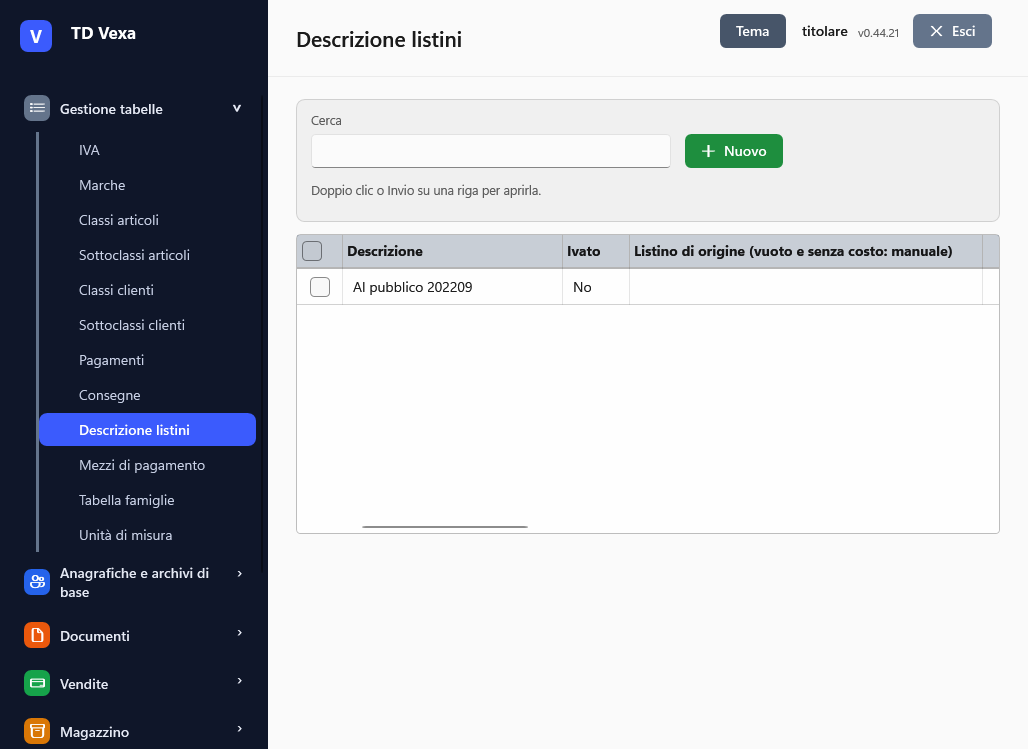 V
TD Vexa
Gestione tabelle
IVA
Marche
Classi articoli
Sottoclassi articoli
Classi clienti
Sottoclassi clienti
Pagamenti
Consegne
Descrizione listini
Mezzi di pagamento
Tabella famiglie
Unità di misura
Anagrafiche e archivi di
base
Documenti
Vendite
Magazzino
Descrizione listini
Tema titolare v0.44.21 Esci
Cerca
Nuovo
Doppio clic o Invio su una riga per aprirla.
Descrizione Ivato Listino di origine (vuoto e senza costo: manuale)
Al pubblico 202209 No